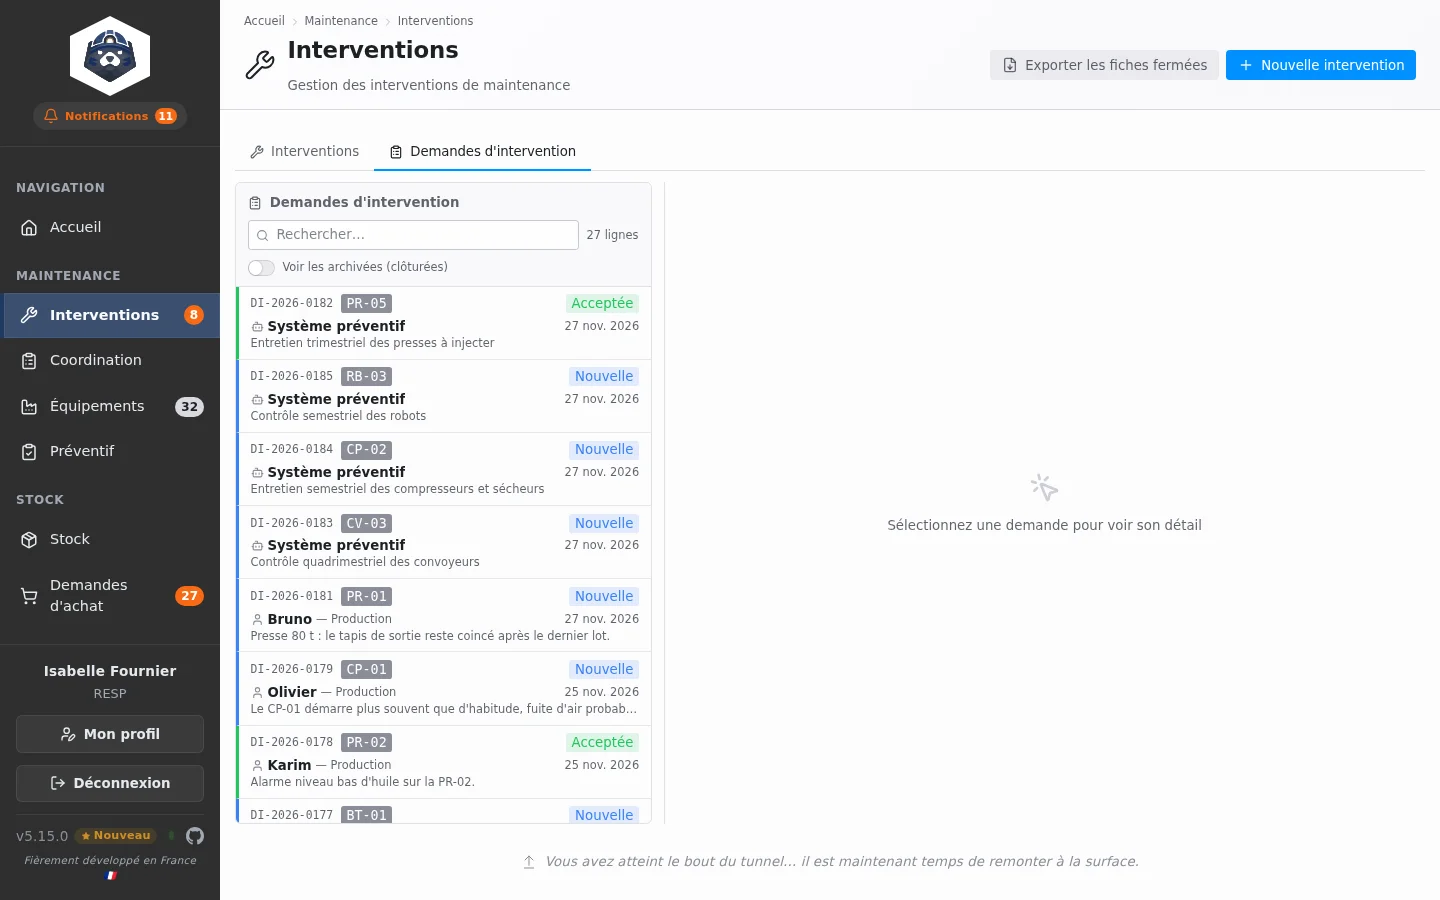 Notifications 11
NAVIGATION
Accueil
MAINTENANCE
Interventions 8
Coordination
Équipements 32
Préventif
STOCK
Stock
Demandes
d'achat 27
Isabelle Fournier
RESP
Mon profil
Déconnexion
v5.15.0 Nouveau
Fièrement développé en France
Accueil Maintenance Interventions
Interventions
Gestion des interventions de maintenance
Exporter les fiches fermées
Nouvelle intervention
Interventions
Demandes d'intervention
Demandes d'intervention
Rechercher... 27 lignes
Voir les archivées (clôturées)
DI-2026-0182 PR-05 Acceptée
Système préventif 27 nov. 2026
Entretien trimestriel des presses à injecter
DI-2026-0185 RB-03 Nouvelle
Système préventif 27 nov. 2026
Contrôle semestriel des robots
DI-2026-0184 CP-02 Nouvelle
Système préventif 27 nov. 2026
Entretien semestriel des compresseurs et sécheurs
DI-2026-0183 CV-03 Nouvelle
Système préventif 27 nov. 2026
Contrôle quadrimestriel des convoyeurs
DI-2026-0181 PR-01 Nouvelle
Bruno — Production 27 nov. 2026
Presse 80 t : le tapis de sortie reste coincé après le dernier lot.
DI-2026-0179 CP-01 Nouvelle
Olivier — Production 25 nov. 2026
Le CP-01 démarre plus souvent que d'habitude, fuite d'air probab...
DI-2026-0178 PR-02 Acceptée
Karim — Production 25 nov. 2026
Alarme niveau bas d'huile sur la PR-02.
DI-2026-0177 BT-01 Nouvelle
Sélectionnez une demande pour voir son détail
Vous avez atteint le bout du tunnel... il est maintenant temps de remonter à la surface.